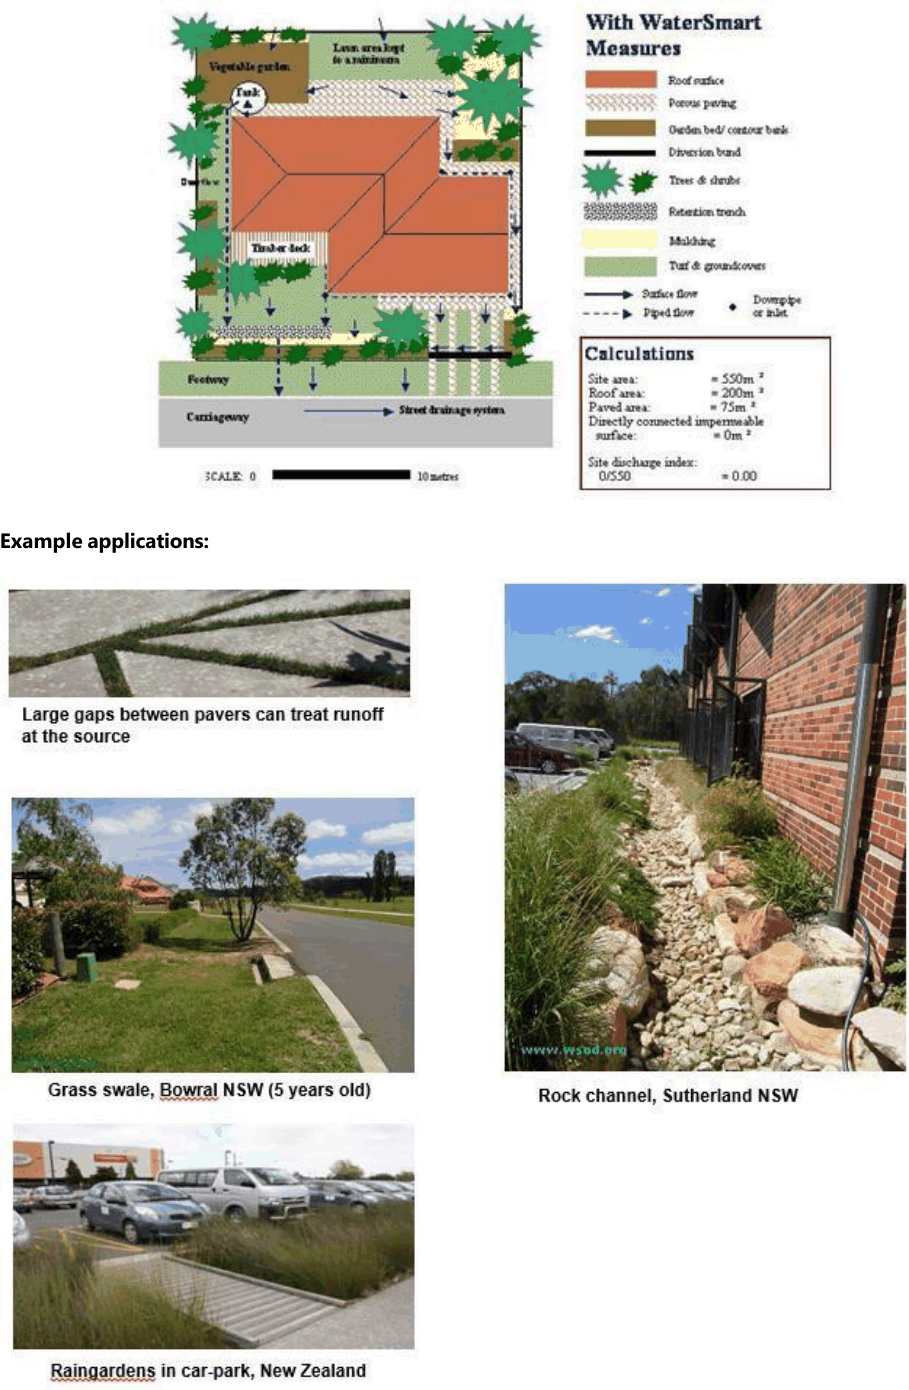 With WaterSmart
Measures
Lawn area kept
to a minimum
Vegetable garden
Tank
Roof surface
Porous paving
Garden bed/ contour bank
Diversion bund
Trees & shrubs
Retention trench
Mulching
Turf & groundcovers
Surface flow
Piped flow
Downpipe
or inlet
Overflow
Timber deck
Footway
Carriageway
Street drainage system
SCALE: 0
10 metres
Calculations
Site area: = 550m ²
Roof area: = 200m ²
Paved area: = 75m ²
Directly connected impermeable
surface: = 0m ²
Site discharge index:
0/550 = 0.00
Example applications:
Large gaps between pavers can treat runoff
at the source
Grass swale, Bowral NSW (5 years old)
www.wsud.org
Rock channel, Sutherland NSW
Raingardens in car-park, New Zealand